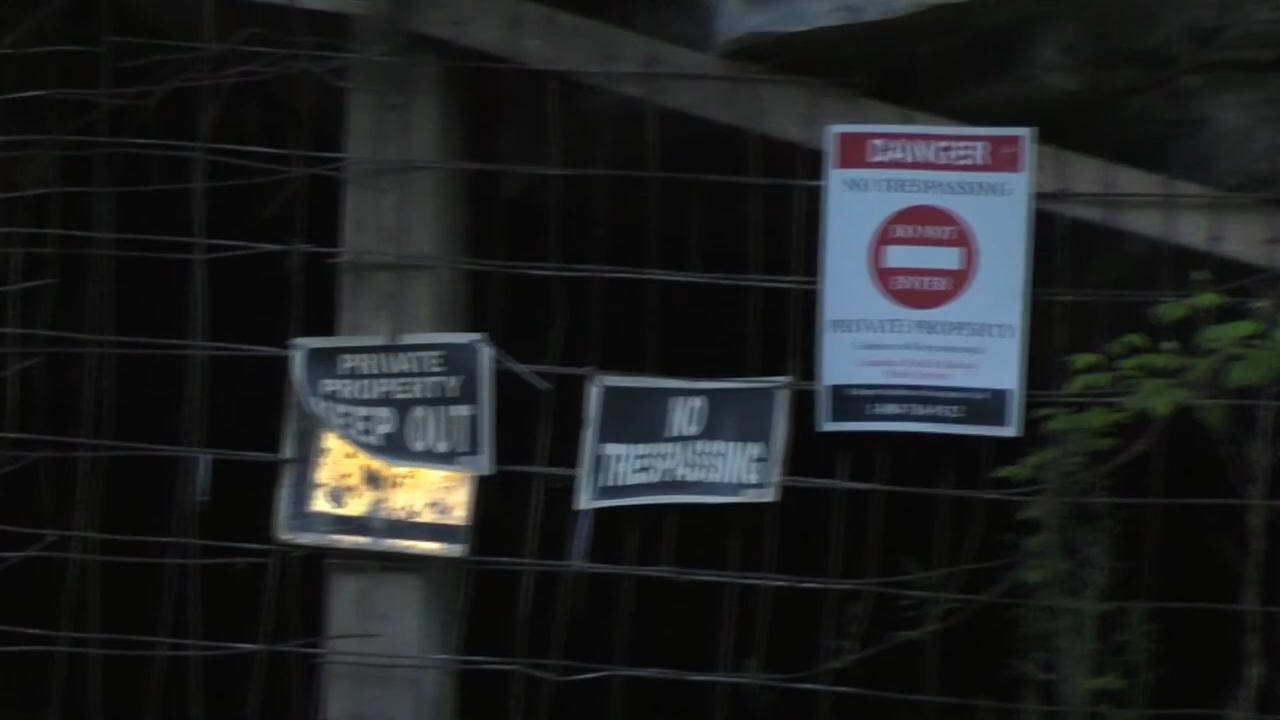 PRIVATE
PROPERTY
KEEP OUT
NO
TRESPASSING
DANGER
NO TRESPASSING
DO NOT
ENTER
PRIVATE PROPERTY